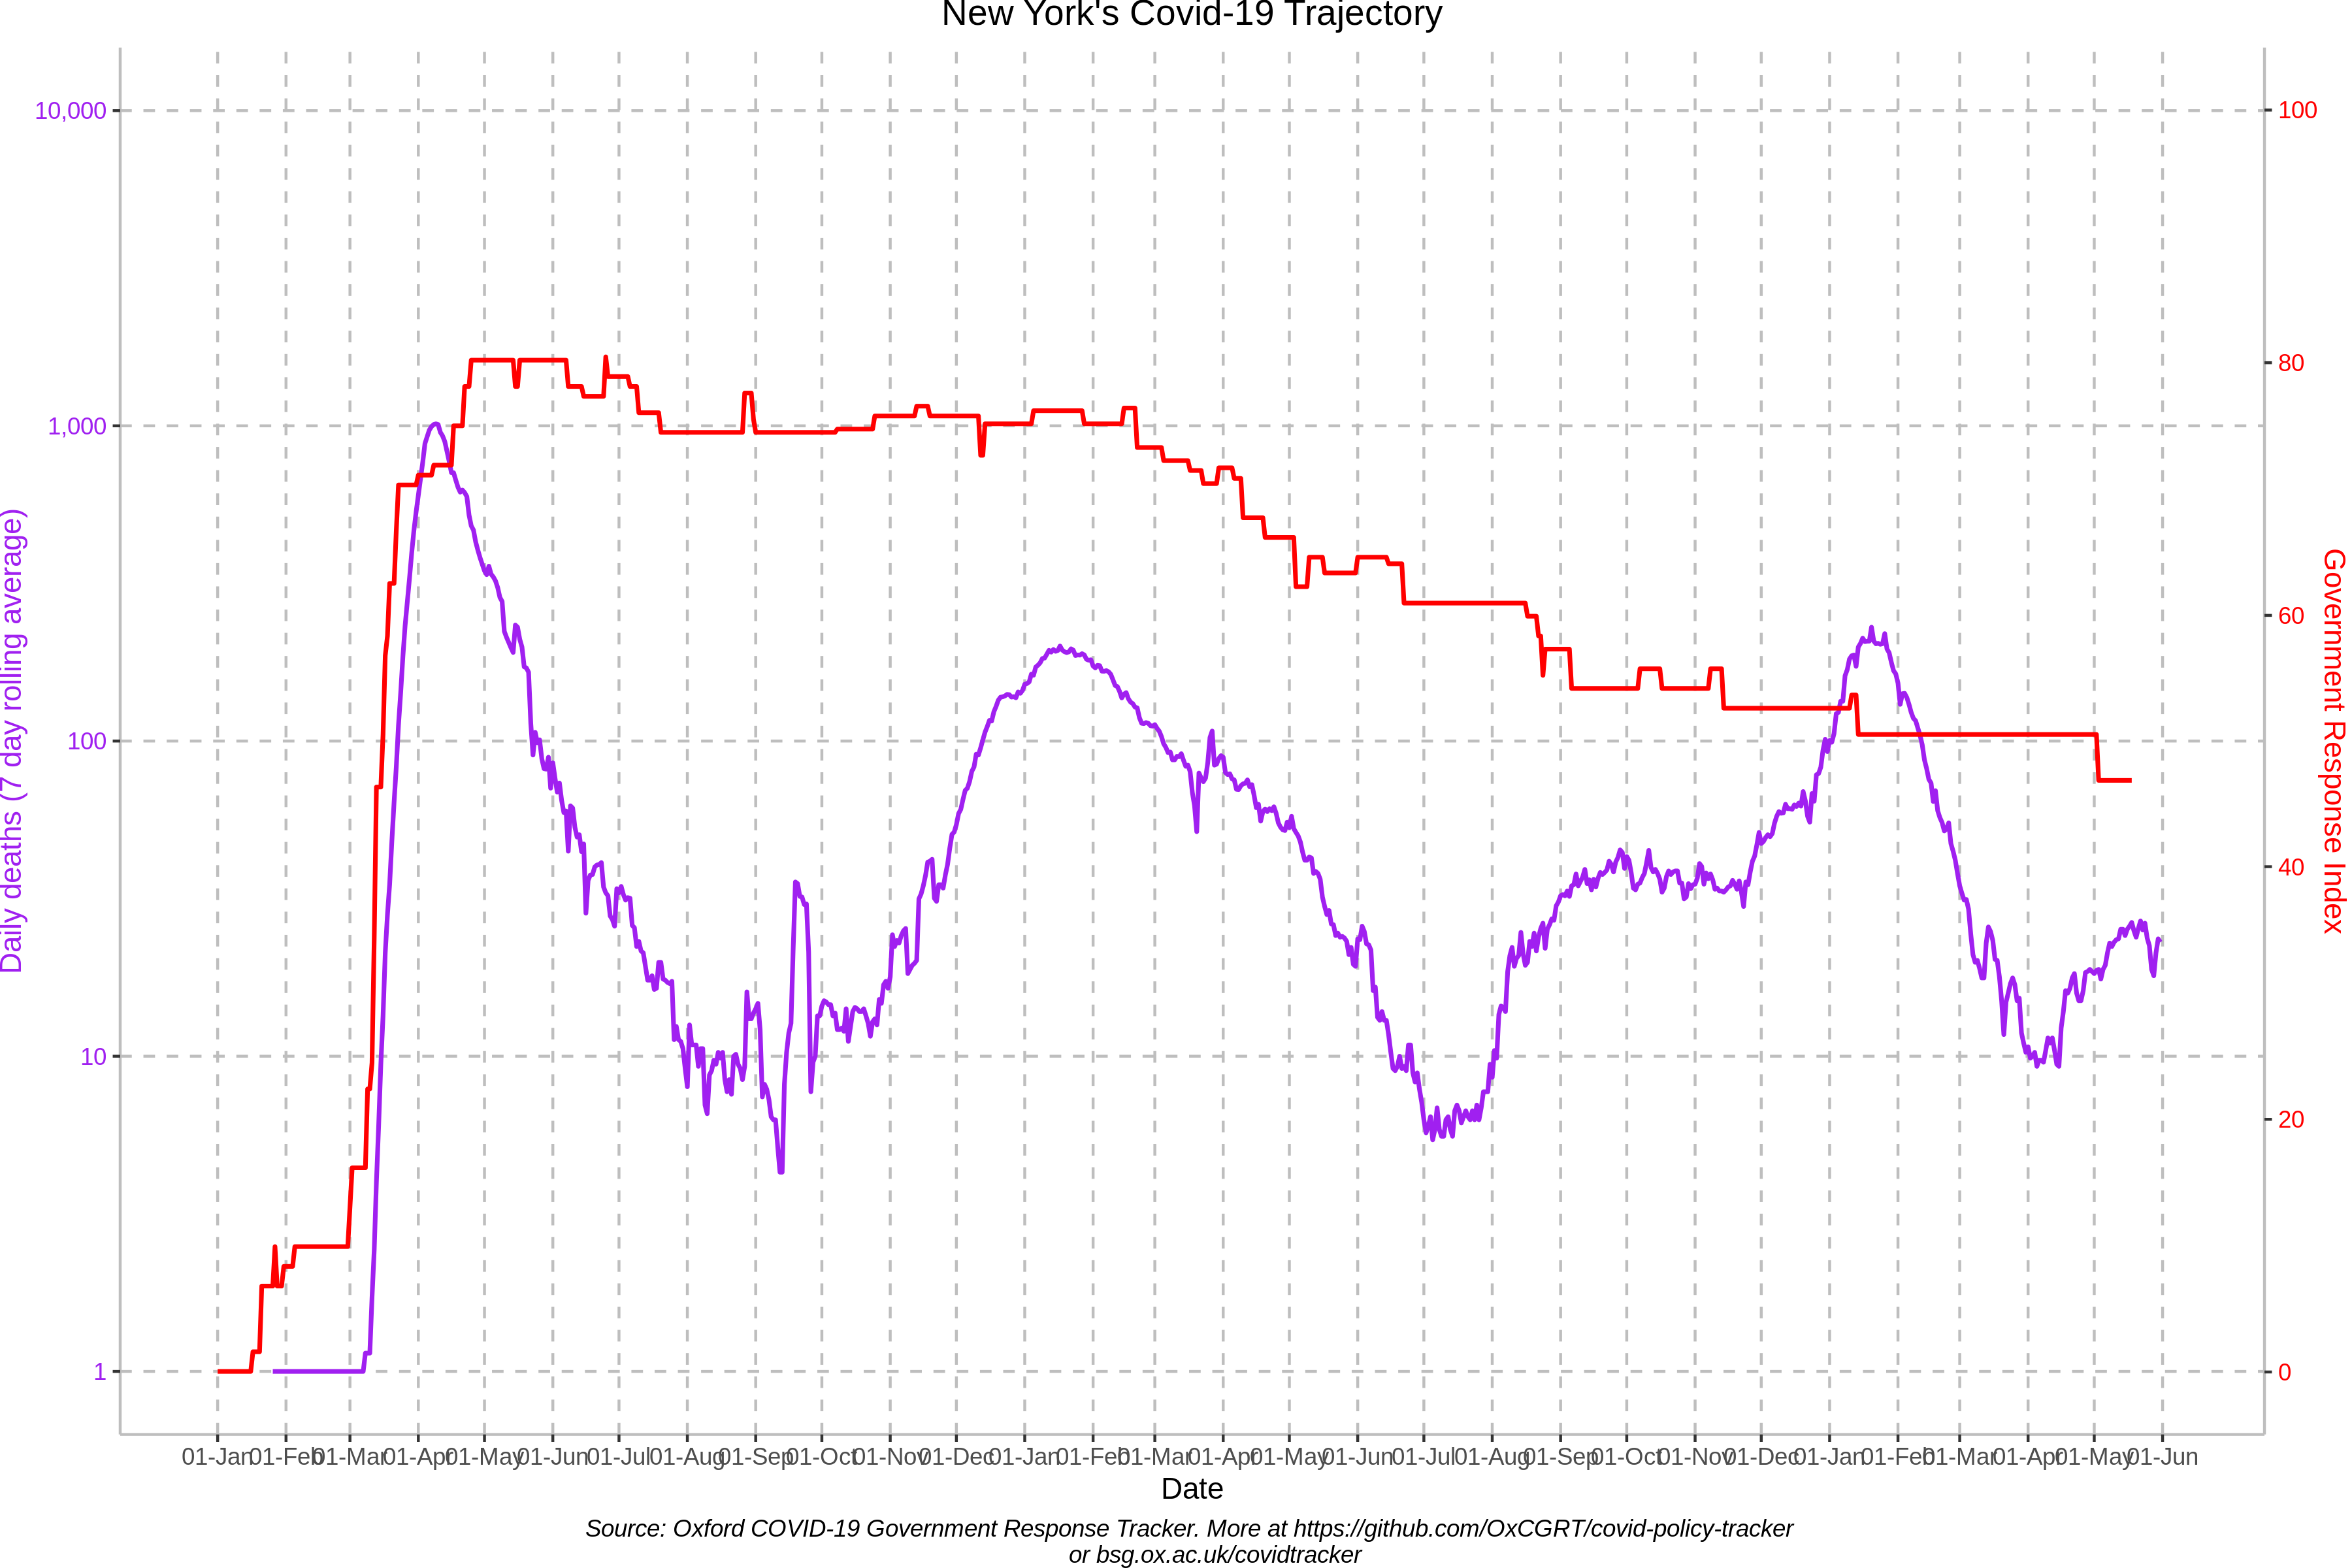 New York's Covid-19 Trajectory
10,000
1,000
100
10
1
Daily deaths (7 day rolling average)
100
80
60
40
20
0
Government Response Index
01-Jan 01-Feb 01-Mar 01-Apr 01-May 01-Jun 01-Jul 01-Aug 01-Sep 01-Oct 01-Nov 01-Dec 01-Jan 01-Feb 01-Mar 01-Apr 01-May 01-Jun 01-Jul 01-Aug 01-Sep 01-Oct 01-Nov 01-Dec 01-Jan 01-Feb 01-Mar 01-Apr 01-May 01-Jun
Date
Source: Oxford COVID-19 Government Response Tracker. More at https://github.com/OxCGRT/covid-policy-tracker
or bsg.ox.ac.uk/covidtracker